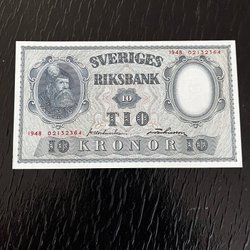 SVERIGES
RIKSBANK
10
1948 02132364
TIO
1948 02132364
10 KRONOR 10